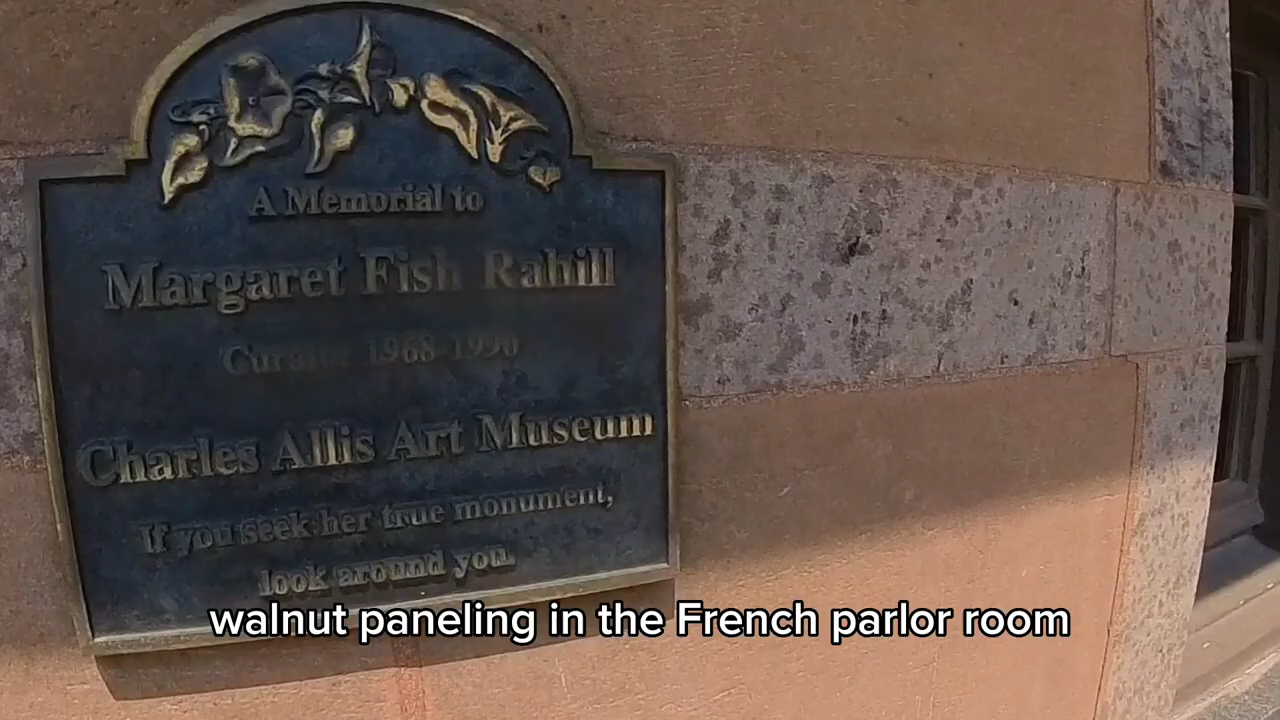 A Memorial to
Margaret Fish Rahill
Curator 1968-1990
Charles Allis Art Museum
If you seek her true monument,
look around you.
walnut paneling in the French parlor room